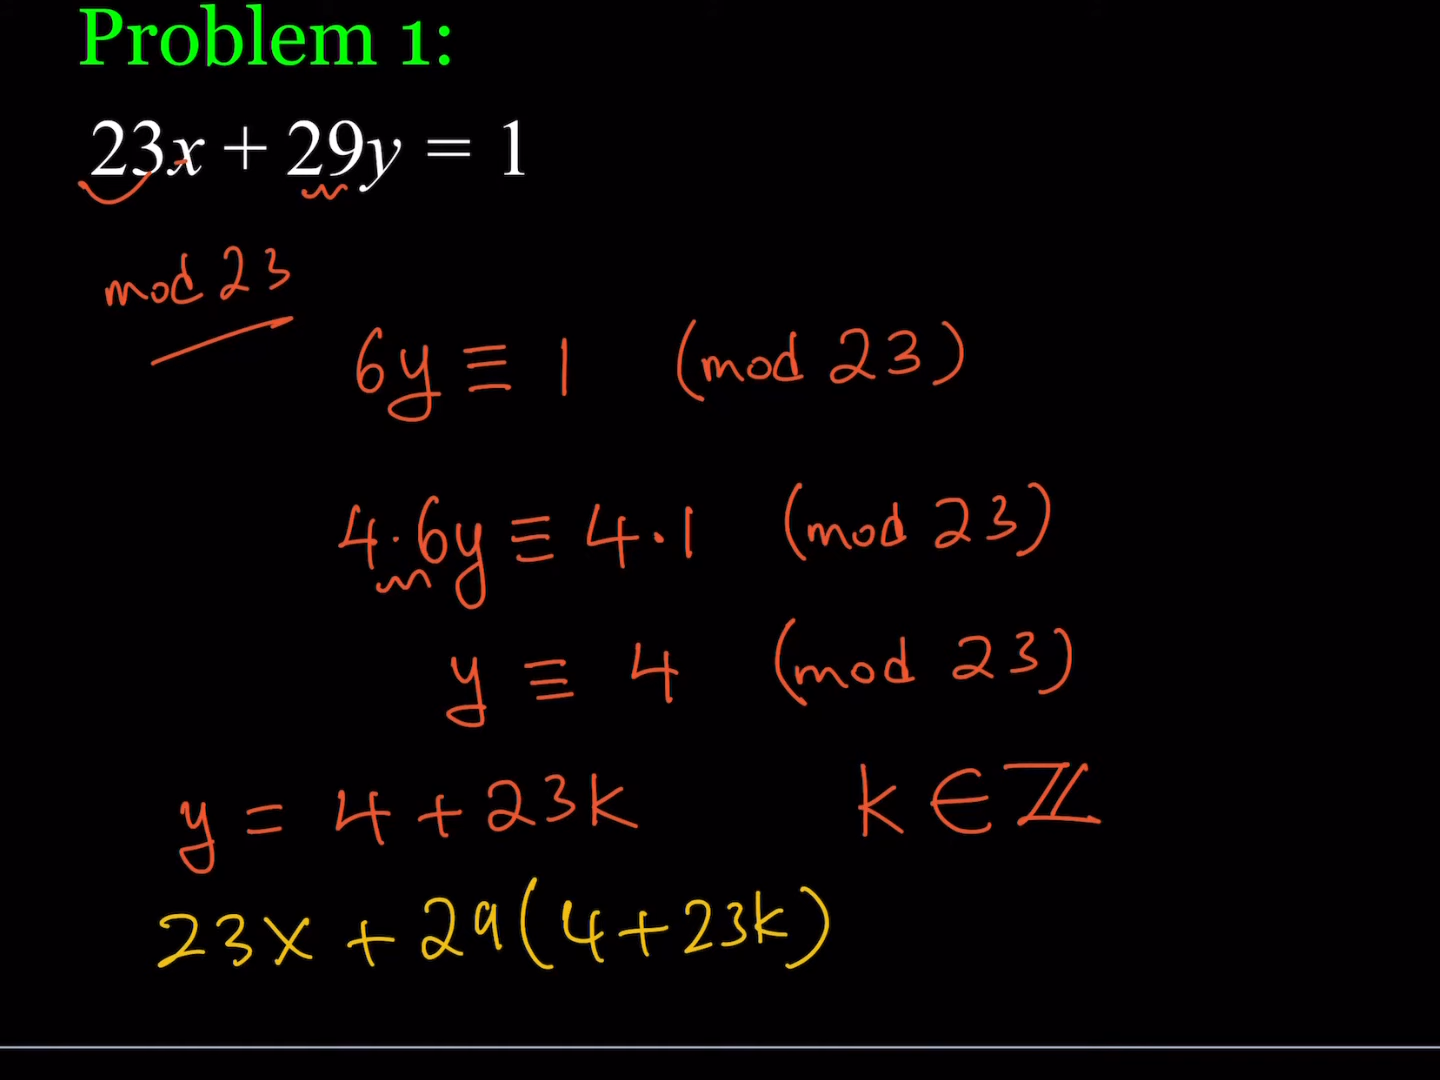 Problem 1:
23x + 29y = 1
mod 23
6y ≡ 1 (mod 23)
4·6y ≡ 4·1 (mod 23)
y ≡ 4 (mod 23)
y = 4 + 23k k ∈ ℤ
23x + 29(4 + 23k)